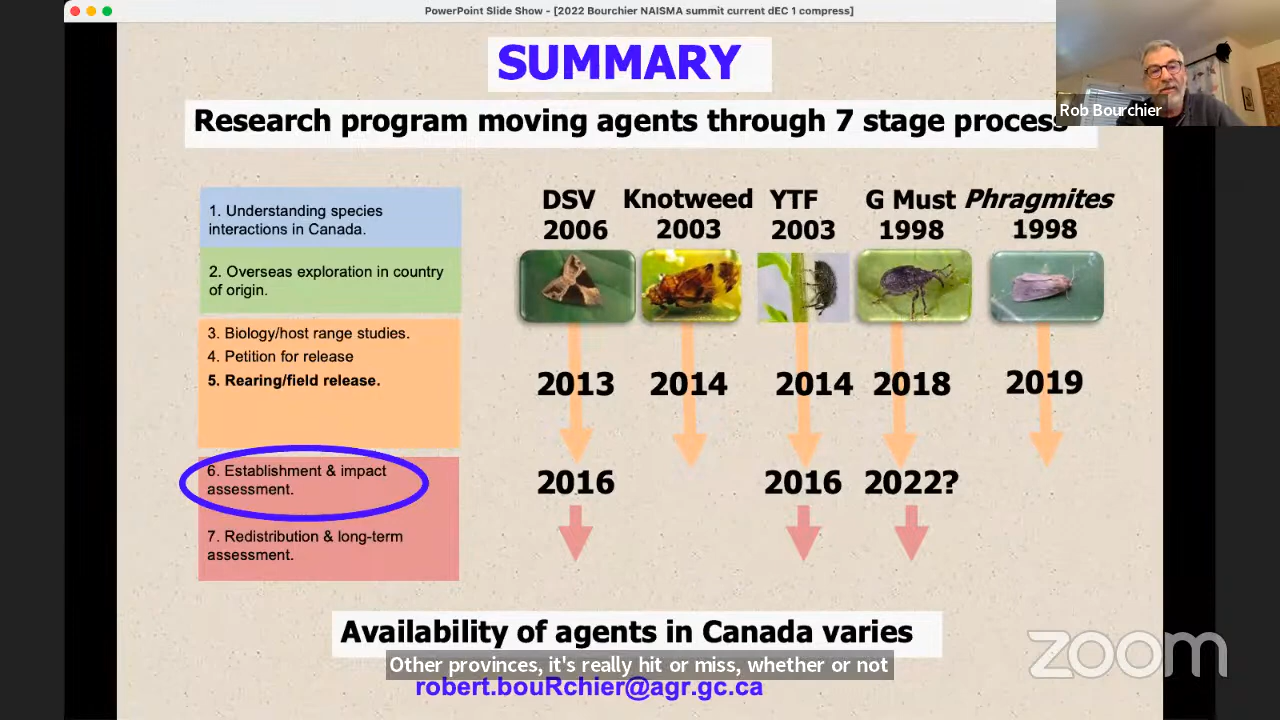 PowerPoint Slide Show - [2022 Bourchier NAISMA summit current dEC 1 compress]
SUMMARY
Rob Bourchier
Research program moving agents through 7 stage process
DSV Knotweed YTF G Must Phragmites
2006 2003 2003 1998 1998
1. Understanding species
interactions in Canada.
2. Overseas exploration in country
of origin.
3. Biology/host range studies.
4. Petition for release
5. Rearing/field release.
2013 2014 2014 2018 2019
6. Establishment & impact
assessment.
2016 2016 2022?
7. Redistribution & long-term
assessment.
Availability of agents in Canada varies
Other provinces, it's really hit or miss, whether or not
robert.bouRchier@agr.gc.ca
zoom